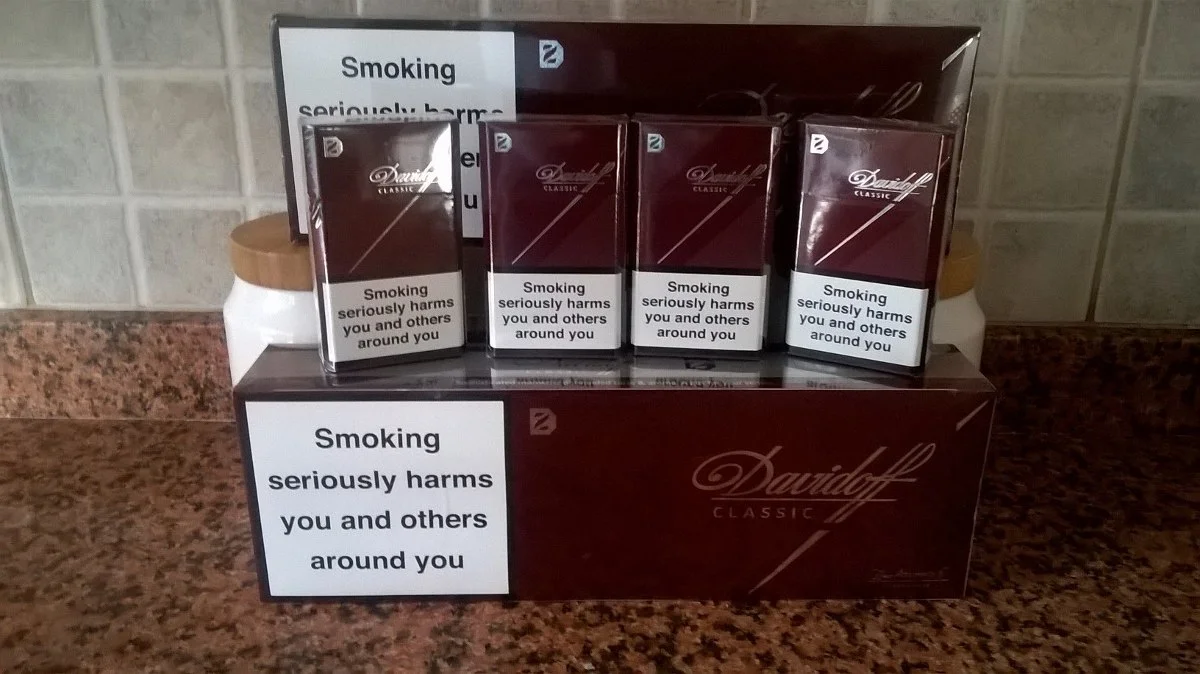 Smoking
seriously harms
u
Davidoff
CLASSIC
Smoking
seriously harms
you and others
around you
Davidoff
CLASSIC
Smoking
seriously harms
you and others
around you
Davidoff
CLASSIC
Smoking
seriously harms
you and others
around you
Davidoff
CLASSIC
Smoking
seriously harms
you and others
around you
Smoking
seriously harms
you and others
around you
Davidoff
CLASSIC